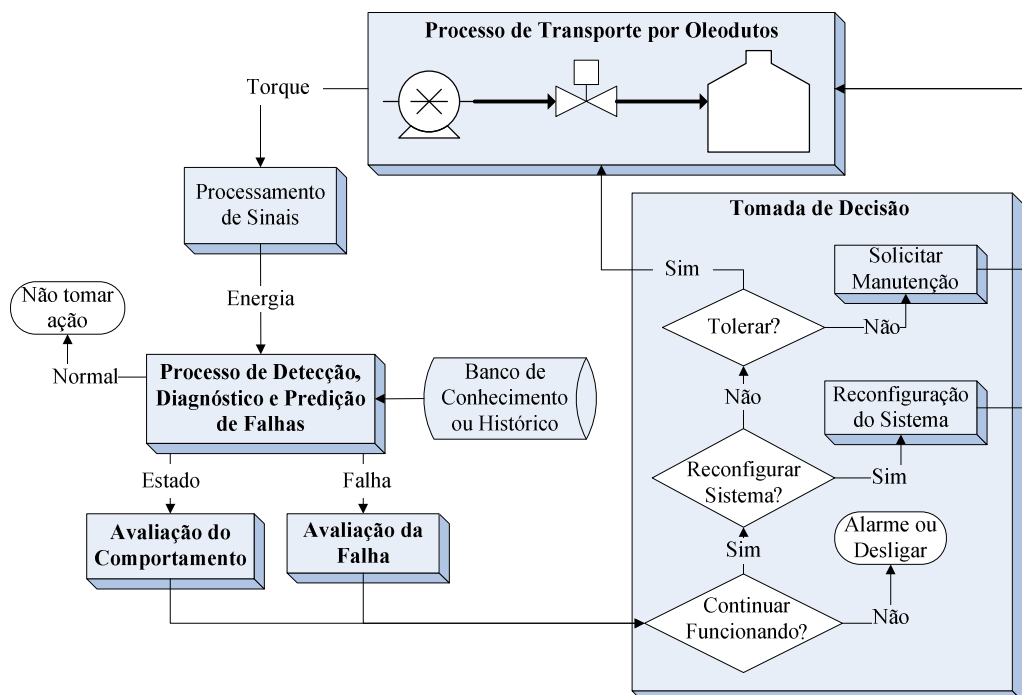 Processo de Transporte por Oleodutos
Torque
Processamento
de Sinais
Energia
Não tomar
ação
Normal
Processo de Detecção,
Diagnóstico e Predição
de Falhas
Banco de
Conhecimento
ou Histórico
Estado
Falha
Avaliação do
Comportamento
Avaliação da
Falha
Tomada de Decisão
Sim
Solicitar
Manutenção
Tolerar?
Não
Não
Reconfiguração
do Sistema
Reconfigurar
Sistema?
Sim
Sim
Alarme ou
Desligar
Continuar
Funcionando?
Não